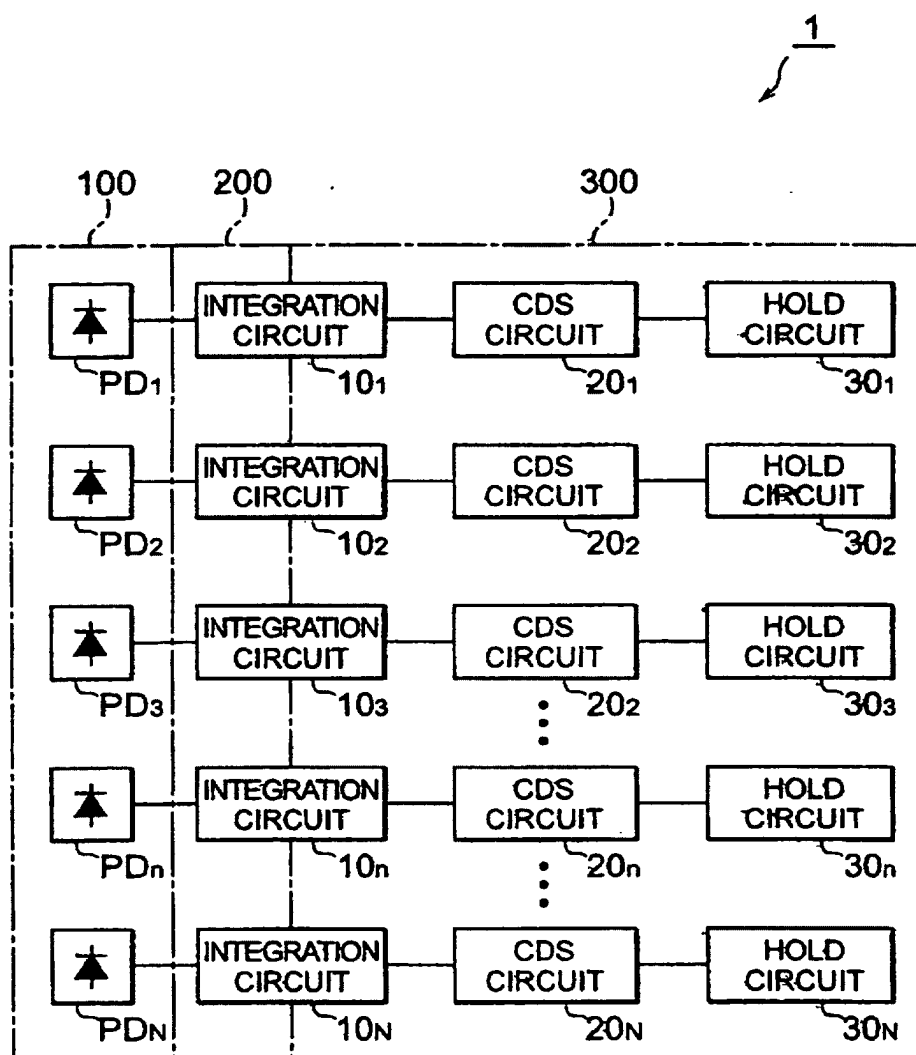 1
100 200 300
INTEGRATION CIRCUIT CDS CIRCUIT HOLD CIRCUIT
PD₁ 10₁ 20₁ 30₁
INTEGRATION CIRCUIT CDS CIRCUIT HOLD CIRCUIT
PD₂ 10₂ 20₂ 30₂
INTEGRATION CIRCUIT CDS CIRCUIT HOLD CIRCUIT
PD₃ 10₃ 20₂ 30₃
INTEGRATION CIRCUIT CDS CIRCUIT HOLD CIRCUIT
PDₙ 10ₙ 20ₙ 30ₙ
INTEGRATION CIRCUIT CDS CIRCUIT HOLD CIRCUIT
PDN 10N 20N 30N